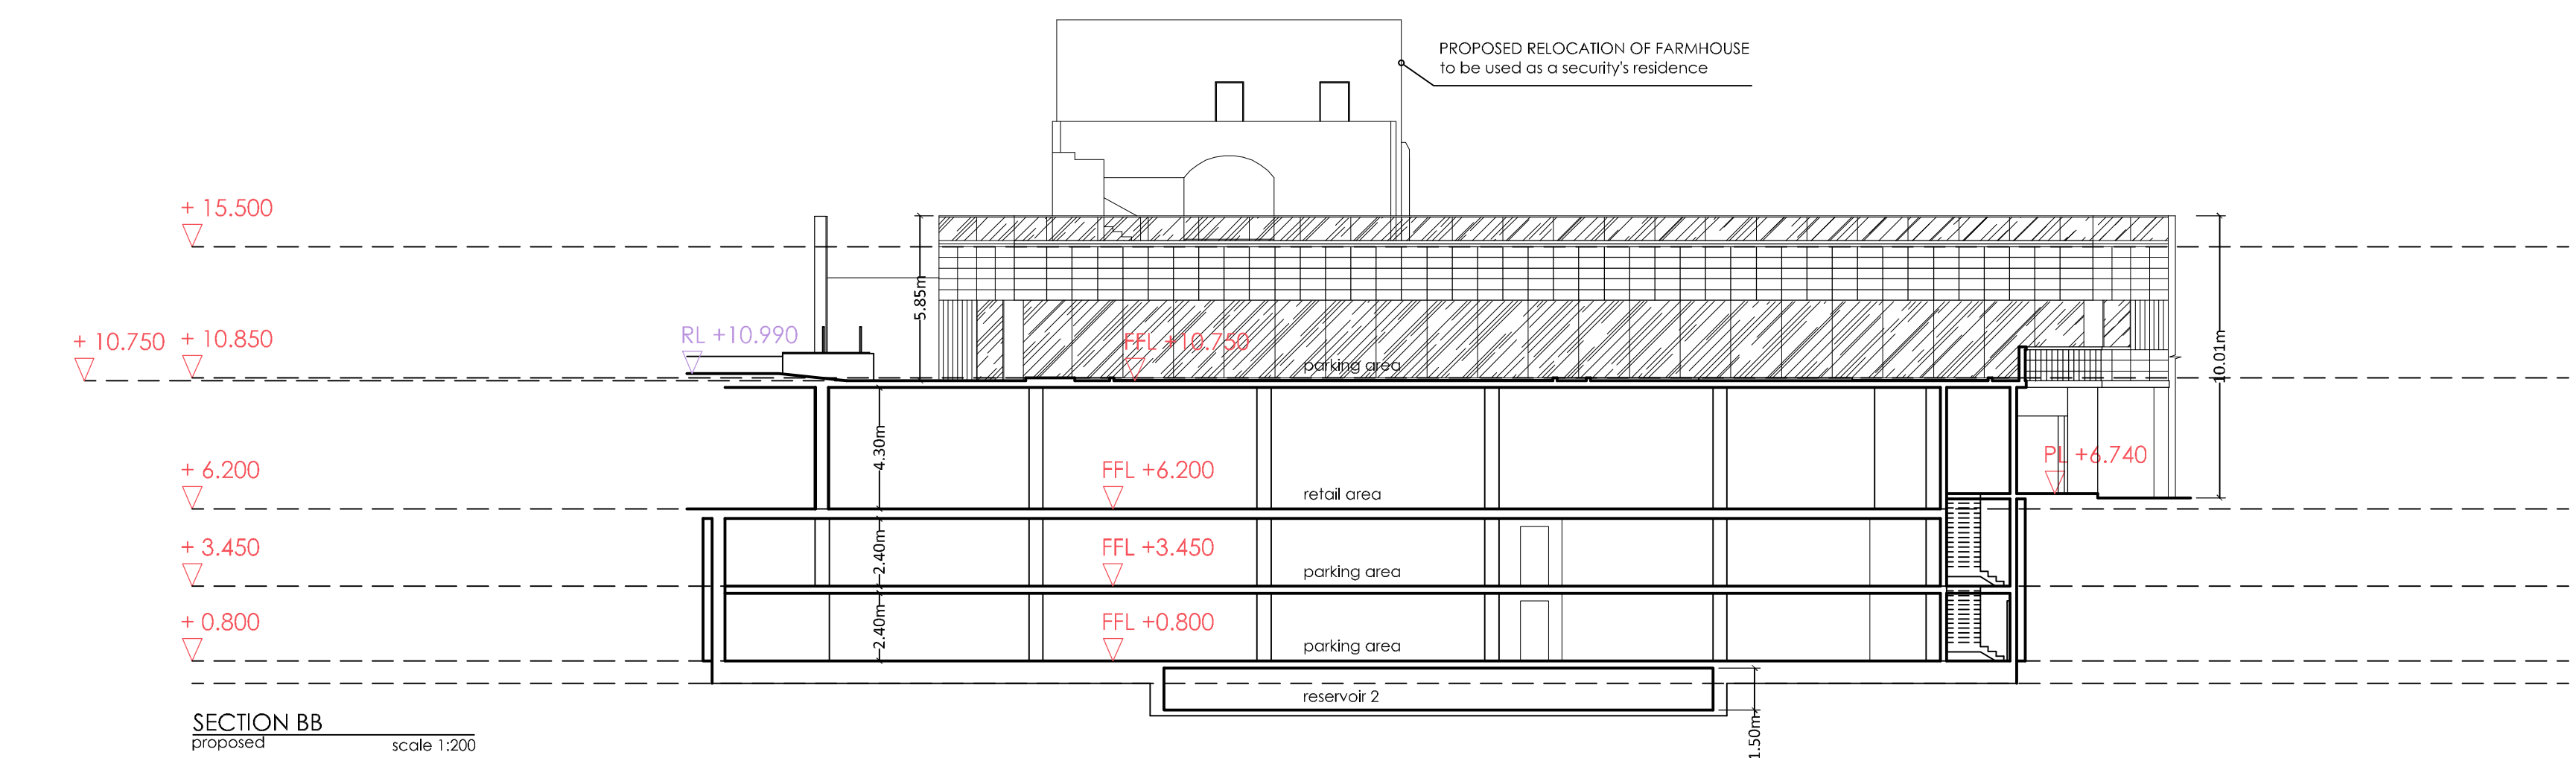 PROPOSED RELOCATION OF FARMHOUSE
to be used as a security's residence
+ 15.500
5.85m
RL +10.990
+ 10.750
+ 10.850
FFL +10.750
parking area
10.01m
4.30m
+ 6.200
FFL +6.200
retail area
PL +6.740
2.40m
+ 3.450
FFL +3.450
parking area
2.40m
+ 0.800
FFL +0.800
parking area
reservoir 2
1.50m
SECTION BB
proposed
scale 1:200